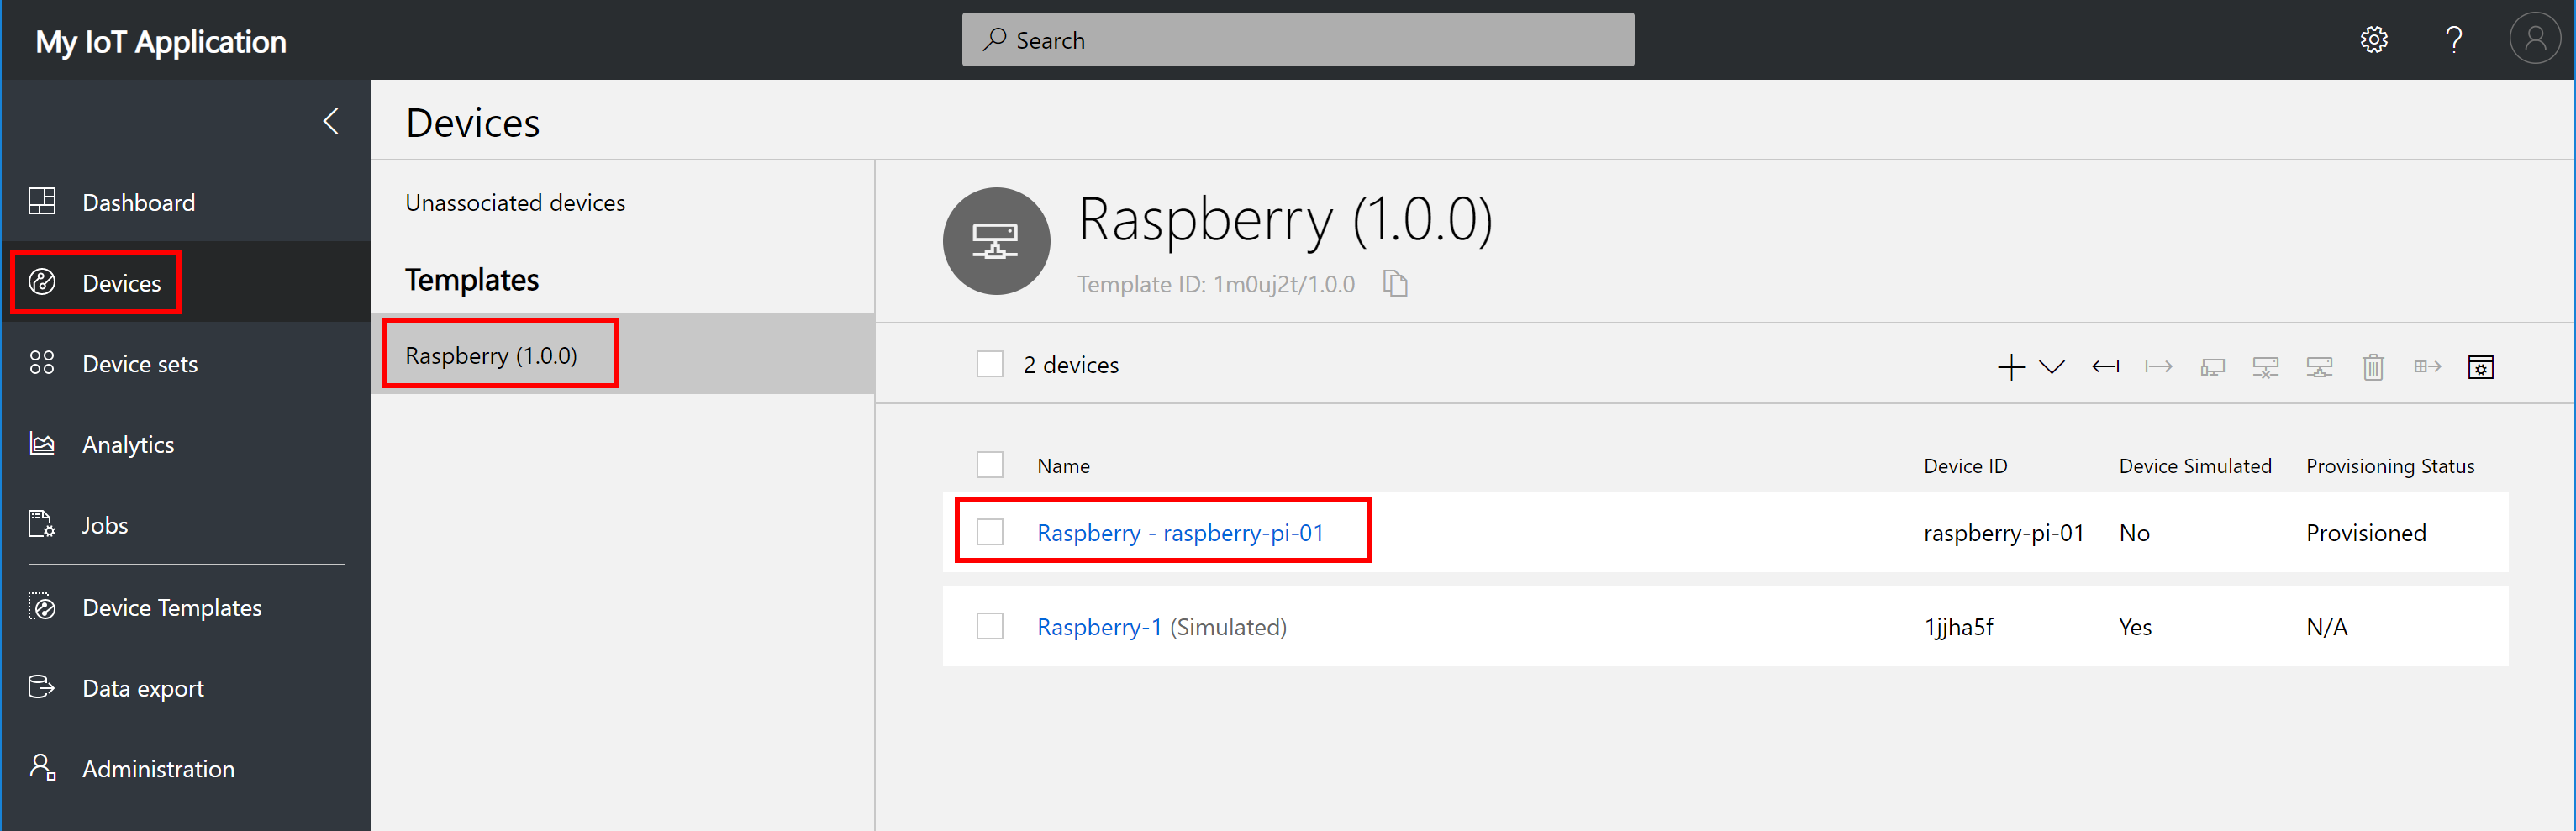 My IoT Application
Search
?
Devices
Dashboard
Devices
Device sets
Analytics
Jobs
Device Templates
Data export
Administration
Unassociated devices
Templates
Raspberry (1.0.0)
Raspberry (1.0.0)
Template ID: 1m0uj2t/1.0.0
2 devices
Name Device ID Device Simulated Provisioning Status
Raspberry - raspberry-pi-01 raspberry-pi-01 No Provisioned
Raspberry-1 (Simulated) 1jjha5f Yes N/A